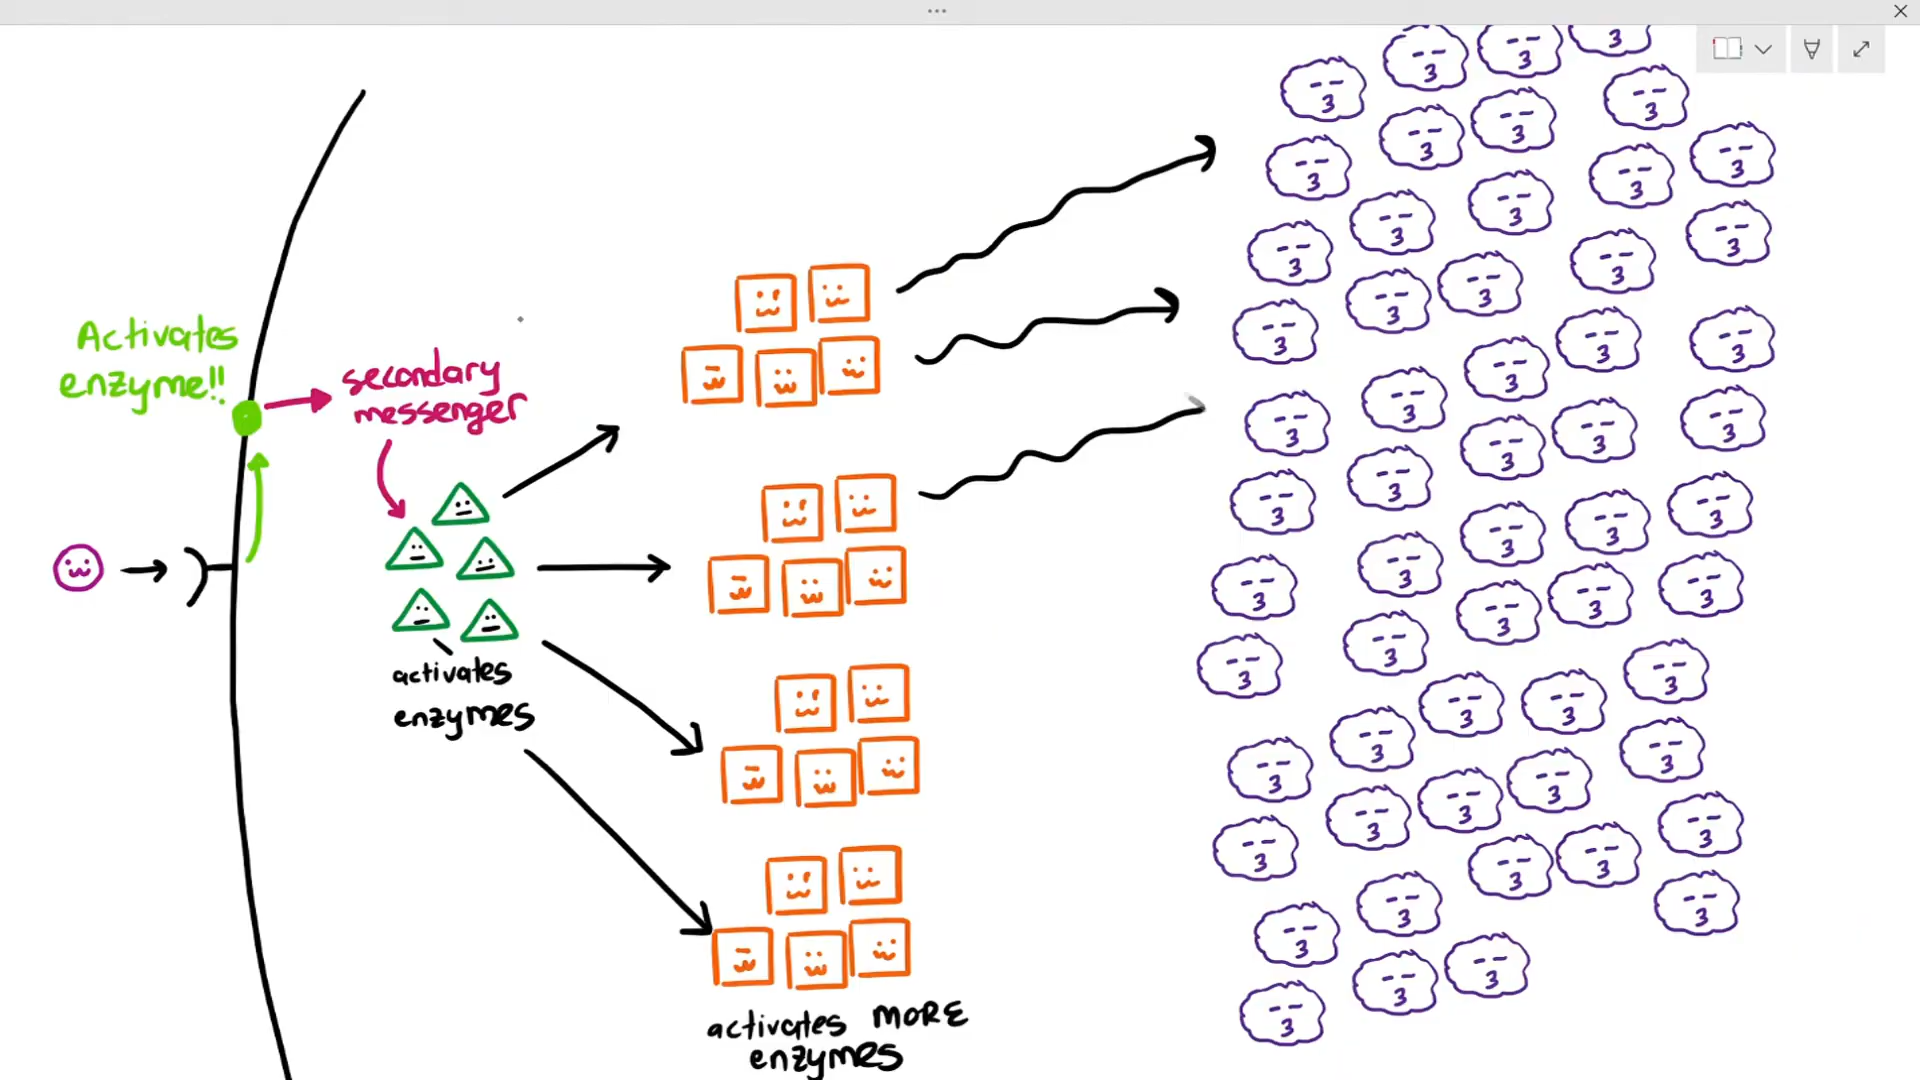 Activates
enzyme!!
secondary
messenger
activates
enzymes
activates MORE
enzymes